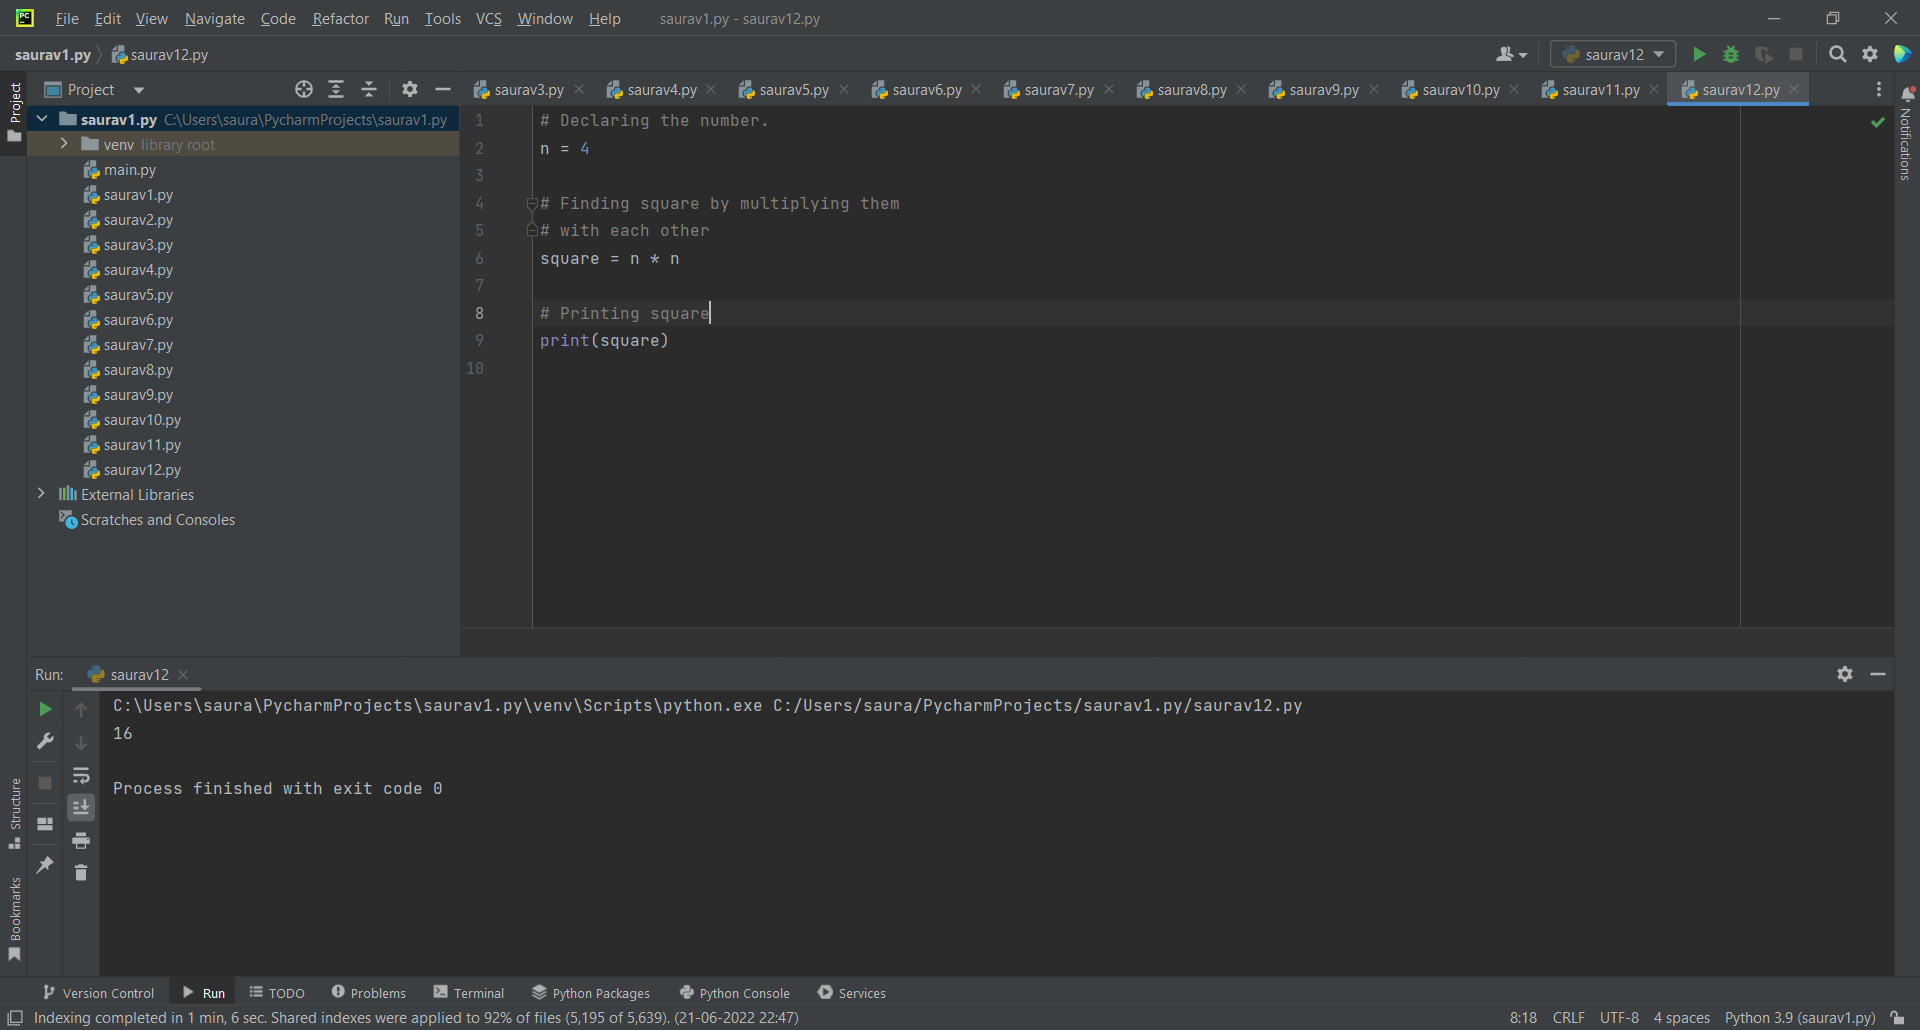 PC File Edit View Navigate Code Refactor Run Tools VCS Window Help saurav1.py - saurav12.py
saurav1.py saurav12.py saurav12
Project
Project
saurav3.py saurav4.py saurav5.py saurav6.py saurav7.py saurav8.py saurav9.py saurav10.py saurav11.py saurav12.py
saurav1.py C:\Users\saura\PycharmProjects\saurav1.py
venv library root
main.py
saurav1.py
saurav2.py
saurav3.py
saurav4.py
saurav5.py
saurav6.py
saurav7.py
saurav8.py
saurav9.py
saurav10.py
saurav11.py
saurav12.py
External Libraries
Scratches and Consoles
1 # Declaring the number.
2 n = 4
3
4 # Finding square by multiplying them
5 # with each other
6 square = n * n
7
8 # Printing square
9 print(square)
10
Notifications
Run: saurav12
C:\Users\saura\PycharmProjects\saurav1.py\venv\Scripts\python.exe C:/Users/saura/PycharmProjects/saurav1.py/saurav12.py
16
Process finished with exit code 0
Structure
Bookmarks
Version Control Run TODO Problems Terminal Python Packages Python Console Services
Indexing completed in 1 min, 6 sec. Shared indexes were applied to 92% of files (5,195 of 5,639). (21-06-2022 22:47) 8:18 CRLF UTF-8 4 spaces Python 3.9 (saurav1.py)